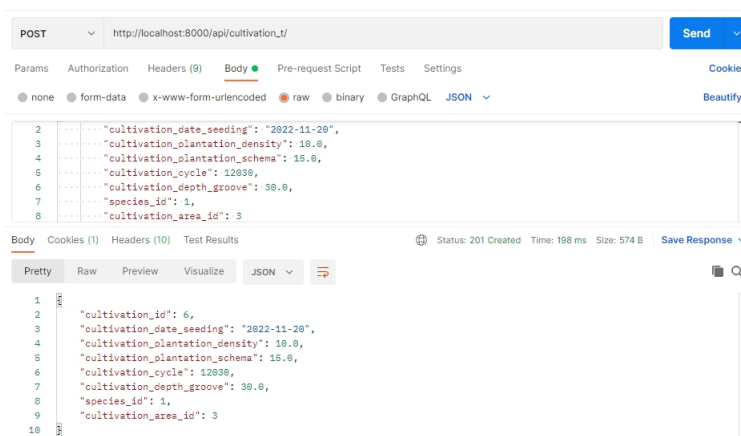 POST http://localhost:8000/api/cultivation_t/ Send
Params Authorization Headers (9) Body Pre-request Script Tests Settings Cookie
none form-data x-www-form-urlencoded raw binary GraphQL JSON Beautify
2 "cultivation_date_seeding": "2022-11-20",
3 "cultivation_plantation_density": 10.0,
4 "cultivation_plantation_schema": 15.0,
5 "cultivation_cycle": 12030,
6 "cultivation_depth_groove": 30.0,
7 "species_id": 1,
8 "cultivation_area_id": 3
Body Cookies (1) Headers (10) Test Results Status: 201 Created Time: 198 ms Size: 574 B Save Response
Pretty Raw Preview Visualize JSON
1 {
2 "cultivation_id": 6,
3 "cultivation_date_seeding": "2022-11-20",
4 "cultivation_plantation_density": 10.0,
5 "cultivation_plantation_schema": 15.0,
6 "cultivation_cycle": 12030,
7 "cultivation_depth_groove": 30.0,
8 "species_id": 1,
9 "cultivation_area_id": 3
10 }